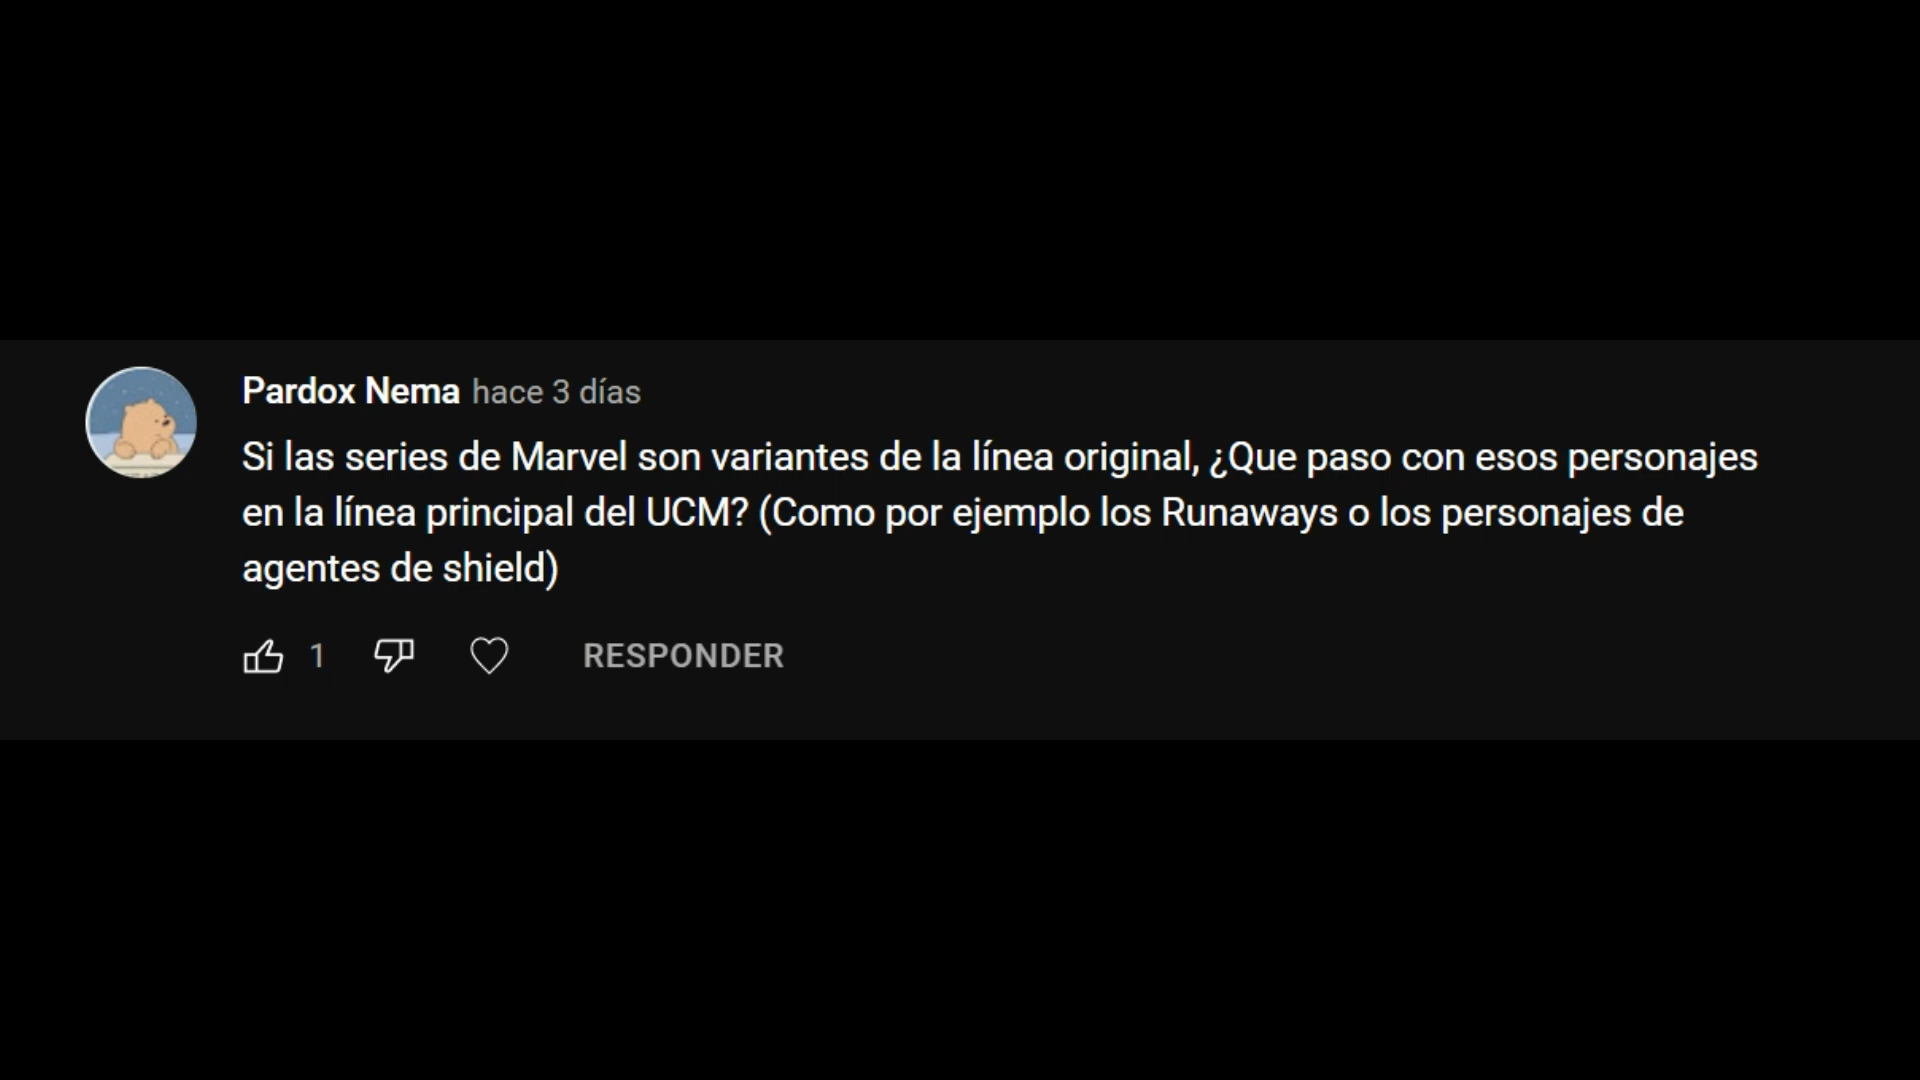 Pardox Nema hace 3 días
Si las series de Marvel son variantes de la línea original, ¿Que paso con esos personajes
en la línea principal del UCM? (Como por ejemplo los Runaways o los personajes de
agentes de shield)
1 RESPONDER